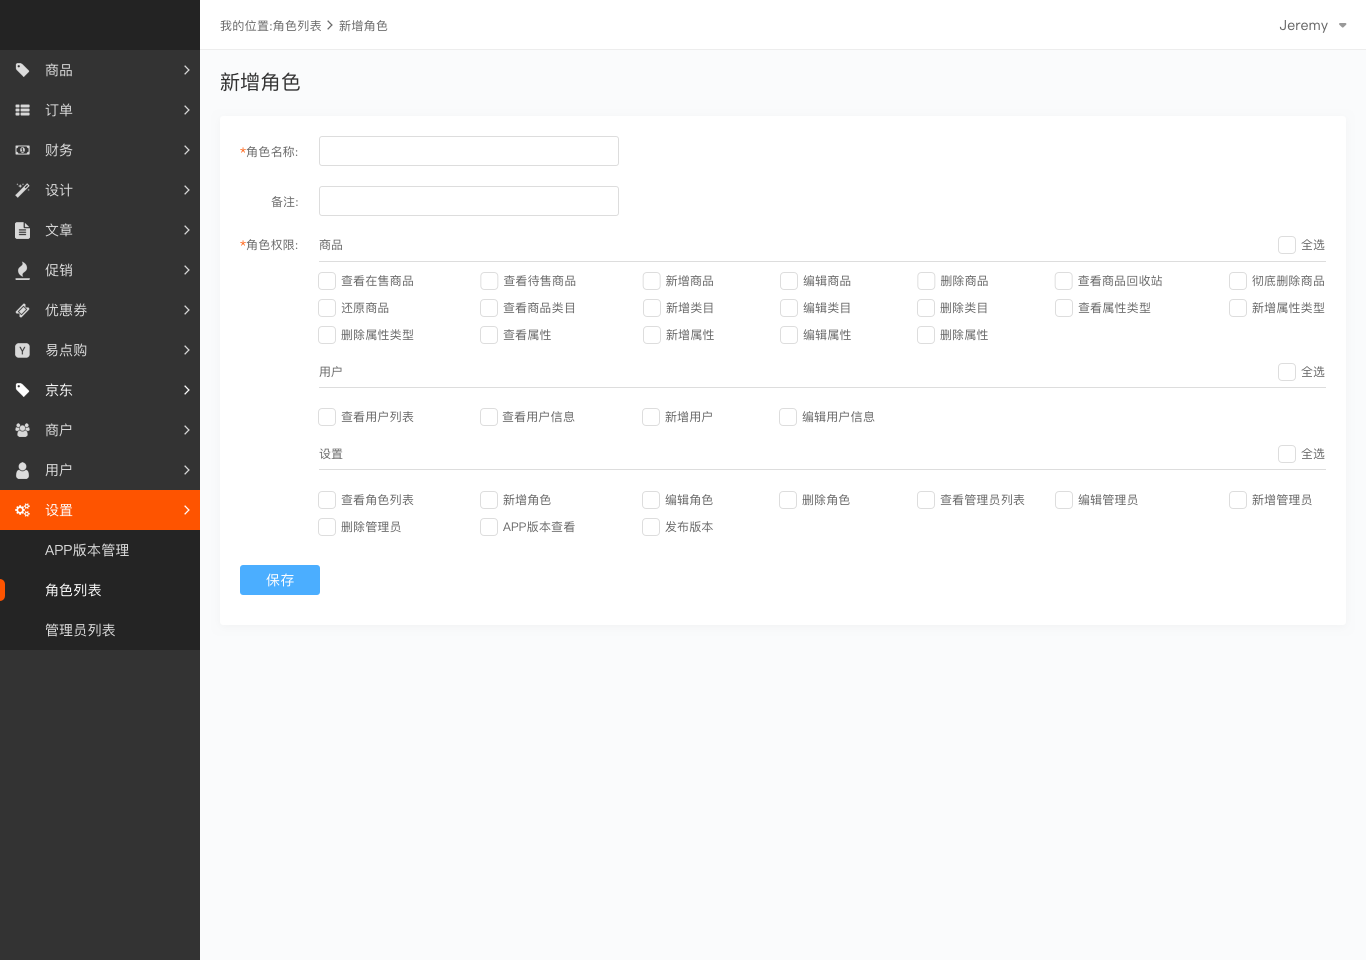 我的位置:角色列表 > 新增角色
Jeremy
商品
订单
财务
设计
文章
促销
优惠券
易点购
京东
商户
用户
设置
APP版本管理
角色列表
管理员列表
新增角色
*角色名称:
备注:
*角色权限: 商品 全选
查看在售商品 查看待售商品 新增商品 编辑商品 删除商品 查看商品回收站 彻底删除商品
还原商品 查看商品类目 新增类目 编辑类目 删除类目 查看属性类型 新增属性类型
删除属性类型 查看属性 新增属性 编辑属性 删除属性
用户 全选
查看用户列表 查看用户信息 新增用户 编辑用户信息
设置 全选
查看角色列表 新增角色 编辑角色 删除角色 查看管理员列表 编辑管理员 新增管理员
删除管理员 APP版本查看 发布版本
保存